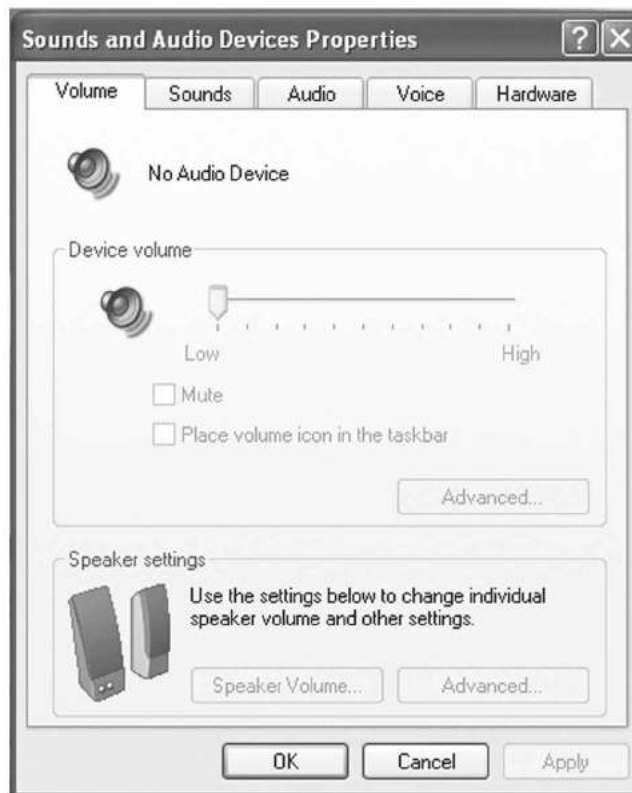 Sounds and Audio Devices Properties
Volume Sounds Audio Voice Hardware
No Audio Device
Device volume
Low High
Mute
Place volume icon in the taskbar
Advanced...
Speaker settings
Use the settings below to change individual
speaker volume and other settings.
Speaker Volume... Advanced...
OK Cancel Apply